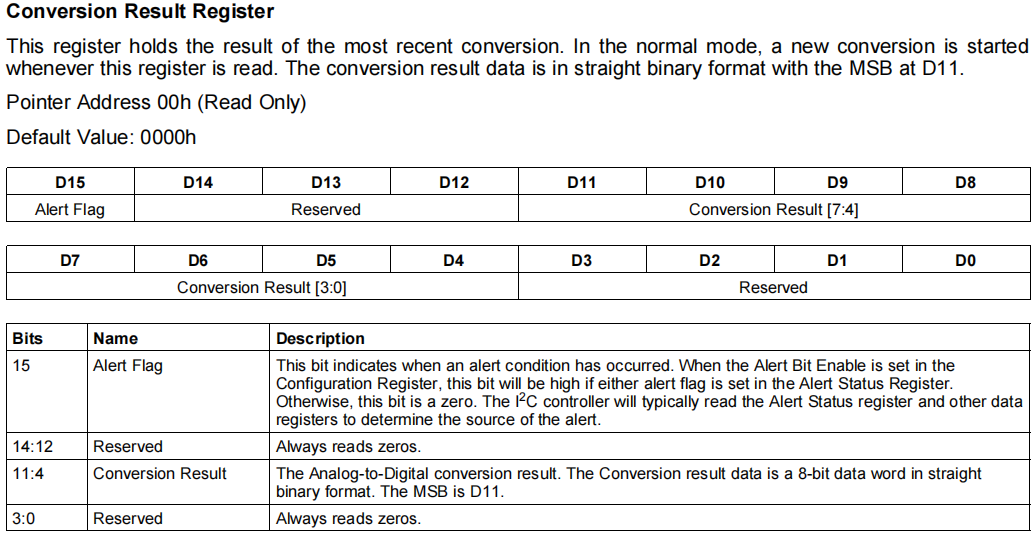 Conversion Result Register
This register holds the result of the most recent conversion. In the normal mode, a new conversion is started
whenever this register is read. The conversion result data is in straight binary format with the MSB at D11.
Pointer Address 00h (Read Only)
Default Value: 0000h
D15 D14 D13 D12 D11 D10 D9 D8
Alert Flag Reserved Conversion Result [7:4]
D7 D6 D5 D4 D3 D2 D1 D0
Conversion Result [3:0] Reserved
Bits Name Description
15 Alert Flag This bit indicates when an alert condition has occurred. When the Alert Bit Enable is set in the
Configuration Register, this bit will be high if either alert flag is set in the Alert Status Register.
Otherwise, this bit is a zero. The I²C controller will typically read the Alert Status register and other data
registers to determine the source of the alert.
14:12 Reserved Always reads zeros.
11:4 Conversion Result The Analog-to-Digital conversion result. The Conversion result data is a 8-bit data word in straight
binary format. The MSB is D11.
3:0 Reserved Always reads zeros.